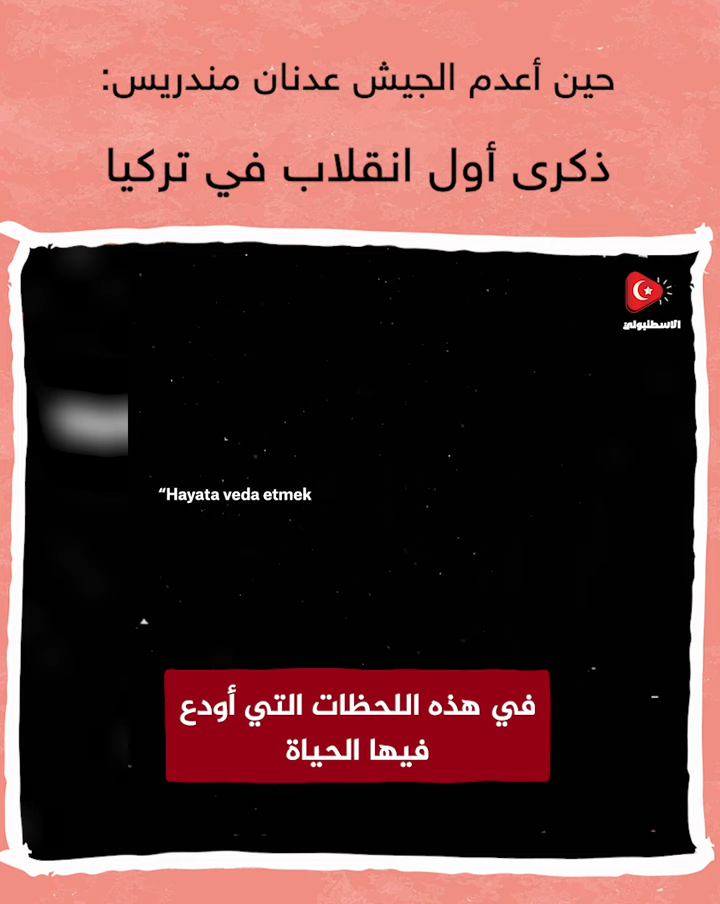 حين أعدم الجيش عدنان مندريس:
ذكرى أول انقلاب في تركيا
الاسطنبولي
“Hayata veda etmek
في هذه اللحظات التي أودع
فيها الحياة